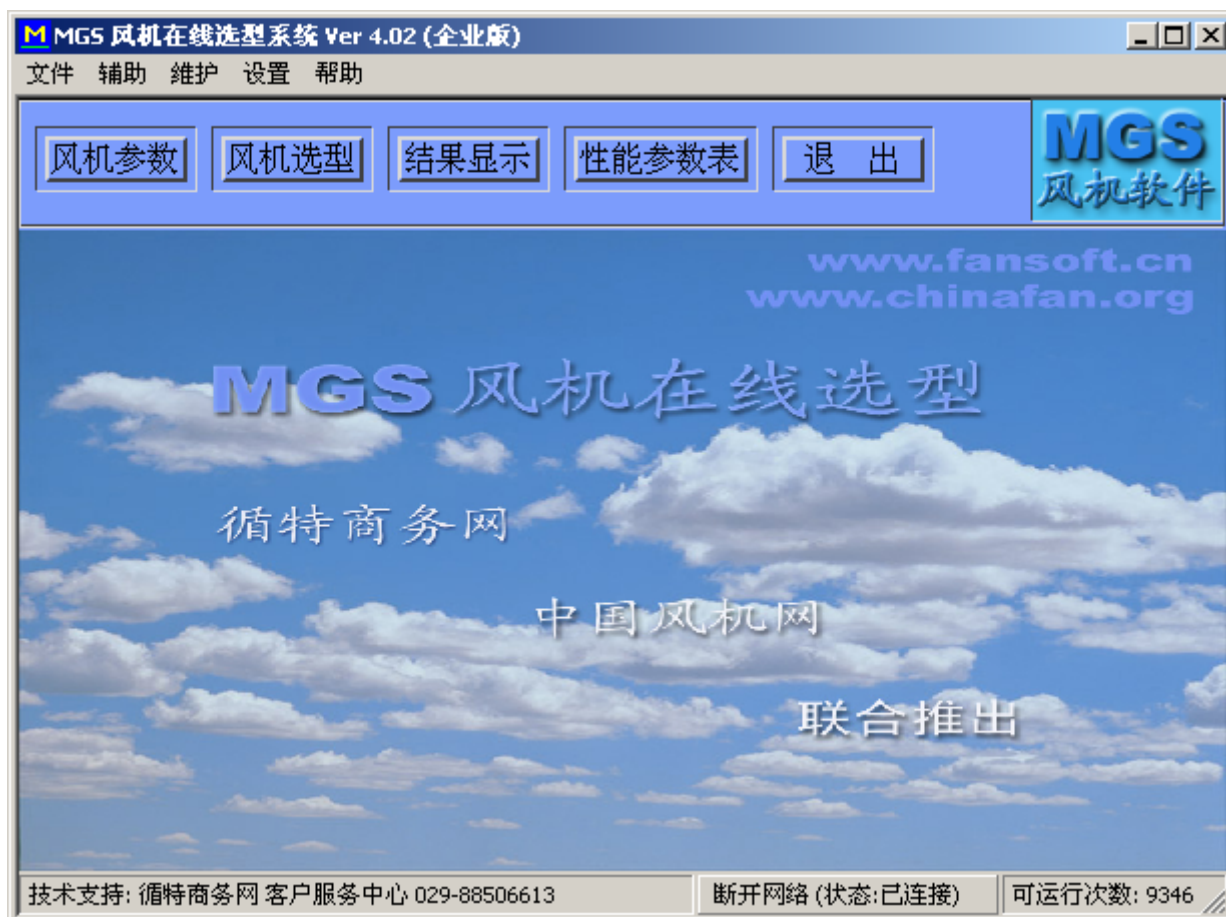 MGS 风机在线选型系统 Ver 4.02 (企业版)
文件 辅助 维护 设置 帮助
风机参数 风机选型 结果显示 性能参数表 退 出
MGS
风机软件
www.fansoft.cn
www.chinafan.org
MGS 风机在线选型
循特商务网
中国风机网
联合推出
技术支持: 循特商务网 客户服务中心 029-88506613 断开网络 (状态:已连接) 可运行次数: 9346